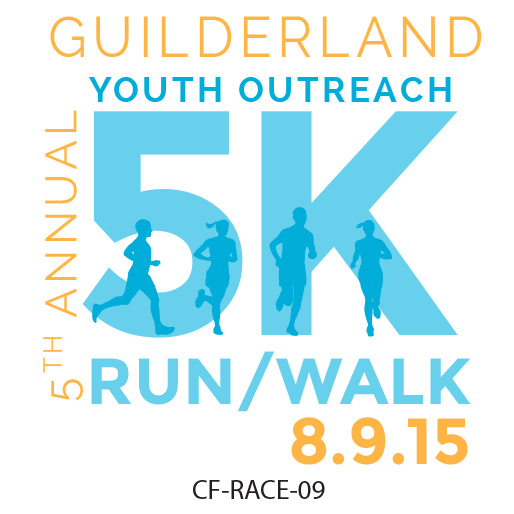 GUILDERLAND
YOUTH OUTREACH
5TH ANNUAL
5K
RUN/WALK
8.9.15
CF-RACE-09